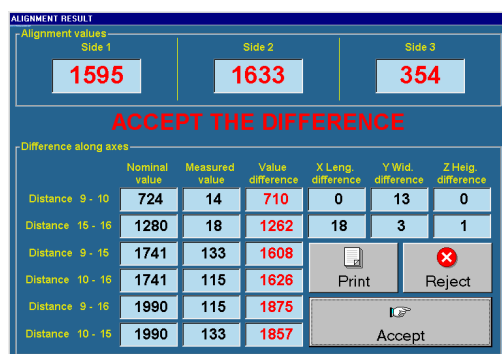 ALIGNMENT RESULT
Alignment values
Side 1 Side 2 Side 3
1595 1633 354
ACCEPT THE DIFFERENCE
Difference along axes
Nominal value Measured value Value difference X Leng. difference Y Wid. difference Z Heig. difference
Distance 9 - 10 724 14 710 0 13 0
Distance 15 - 16 1280 18 1262 18 3 1
Distance 9 - 15 1741 133 1608
Distance 10 - 16 1741 115 1626
Print Reject
Distance 9 - 16 1990 115 1875
Distance 10 - 15 1990 133 1857
Accept